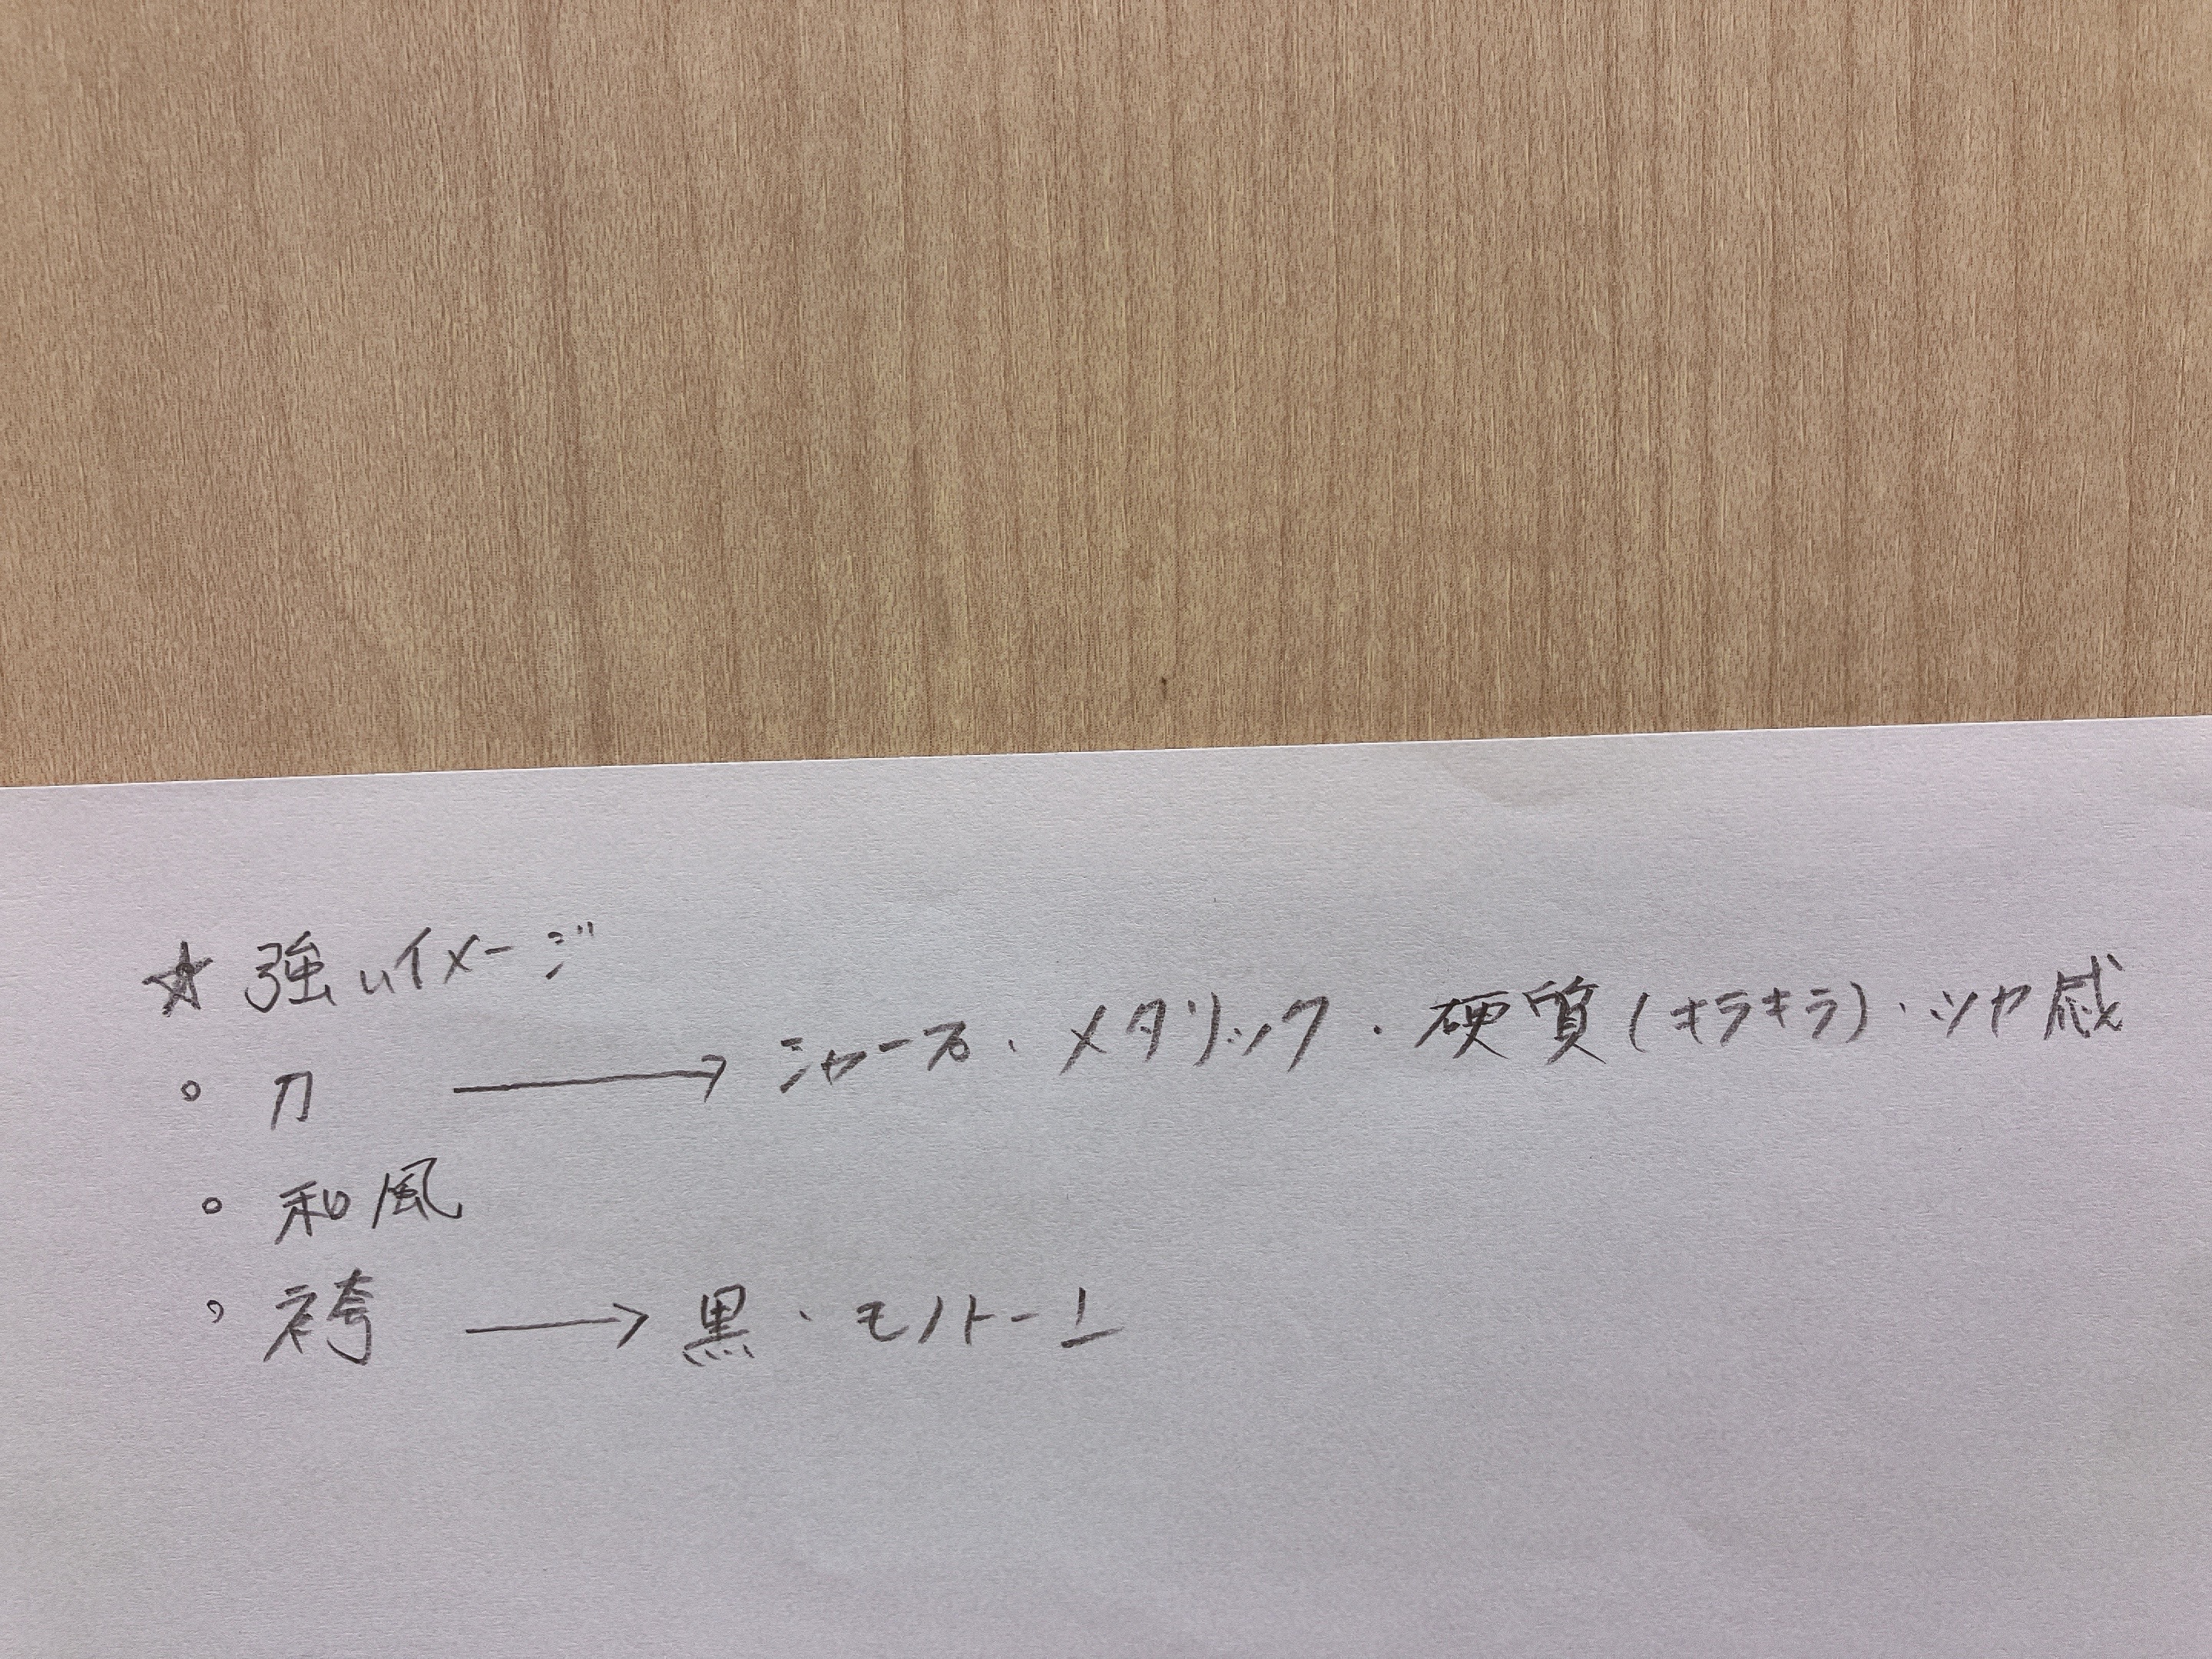 ☆ 強いイメージ
。刀 → シャープ・メタリック・硬質(キラキラ)・ツヤ感
。和風
。袴 → 黒・モノトーン